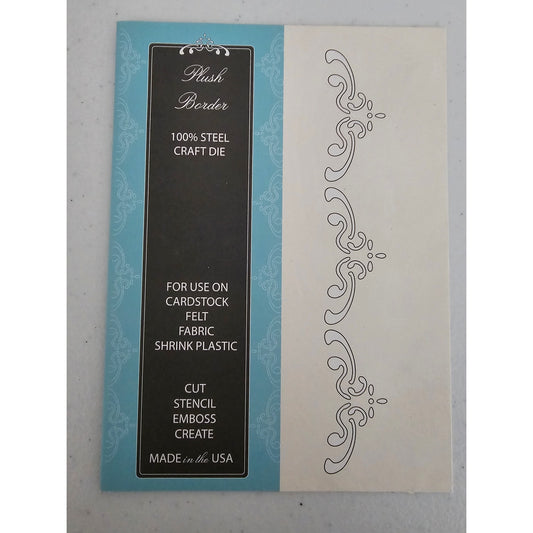 Plush
Border
100% STEEL
CRAFT DIE
FOR USE ON
CARDSTOCK
FELT
FABRIC
SHRINK PLASTIC
CUT
STENCIL
EMBOSS
CREATE
MADE in the USA